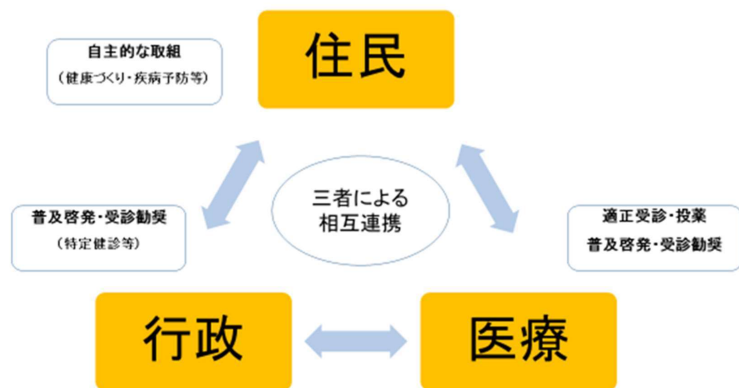 住民
自主的な取組
（健康づくり・疾病予防等）
三者による
相互連携
普及啓発・受診勧奨
（特定健診等）
適正受診・投薬
普及啓発・受診勧奨
行政
医療